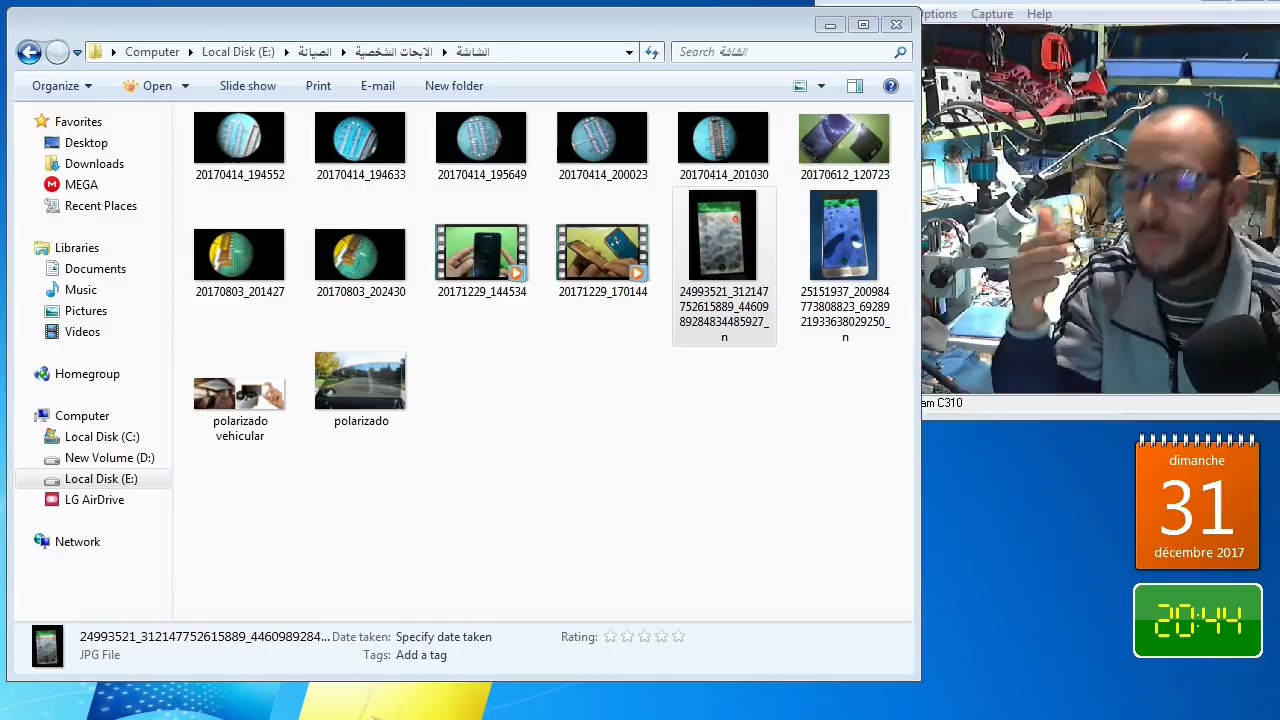 ptions Capture Help
Computer Local Disk (E:) الصيانة الابحاث الشخصية الشاشة
Search الشاشة
Organize Open Slide show Print E-mail New folder
Favorites
Desktop
Downloads
MEGA
Recent Places
Libraries
Documents
Music
Pictures
Videos
Homegroup
Computer
Local Disk (C:)
New Volume (D:)
Local Disk (E:)
LG AirDrive
Network
20170414_194552
20170414_194633
20170414_195649
20170414_200023
20170414_201030
20170612_120723
20170803_201427
20170803_202430
20171229_144534
20171229_170144
24993521_312147
752615889_44609
89284834485927_
n
25151937_200984
773808823_69289
21933638029250_
n
polarizado
vehicular
polarizado
24993521_312147752615889_4460989284... Date taken: Specify date taken Rating:
JPG File Tags: Add a tag
am C310
dimanche
31
décembre 2017
20:44